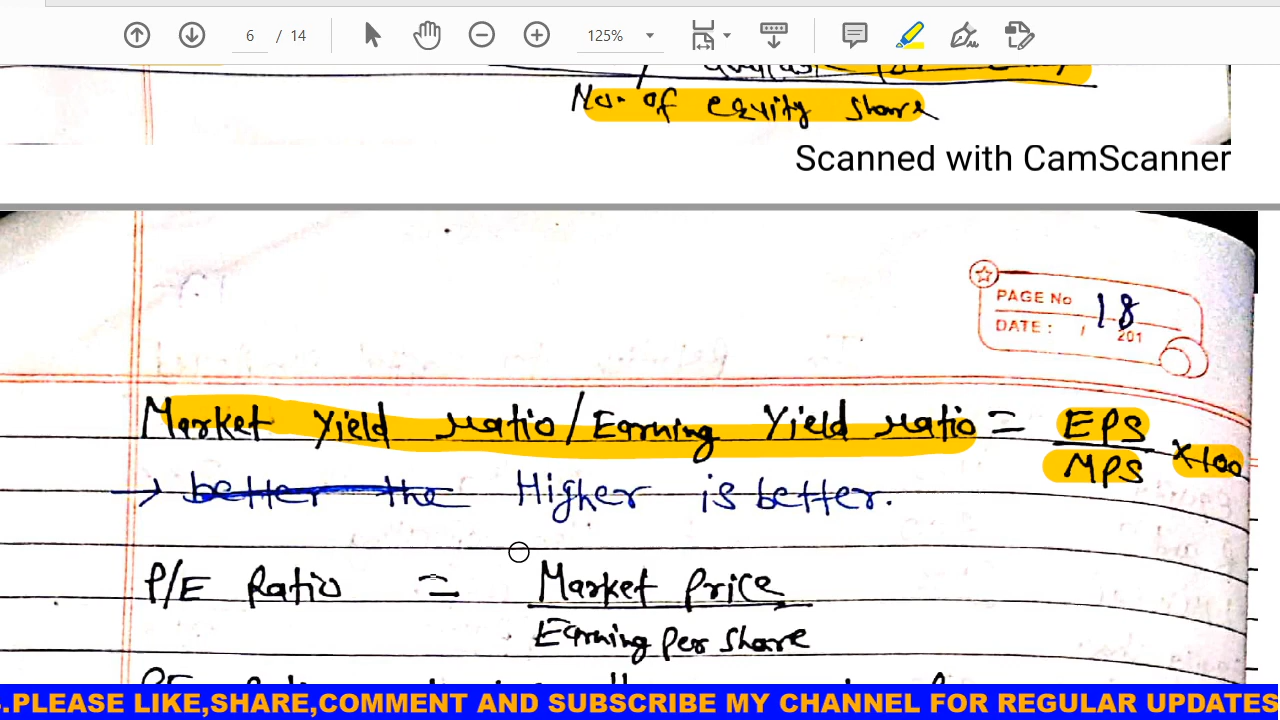 6 / 14 125%
No. of equity share
Scanned with CamScanner
PAGE No 18
DATE : / 201
Market Yield ratio/Earning Yield ratio = EPS
MPS ×100
→ better the Higher is better.
P/E Ratio = Market Price
Earning per share
.PLEASE LIKE,SHARE,COMMENT AND SUBSCRIBE MY CHANNEL FOR REGULAR UPDATES